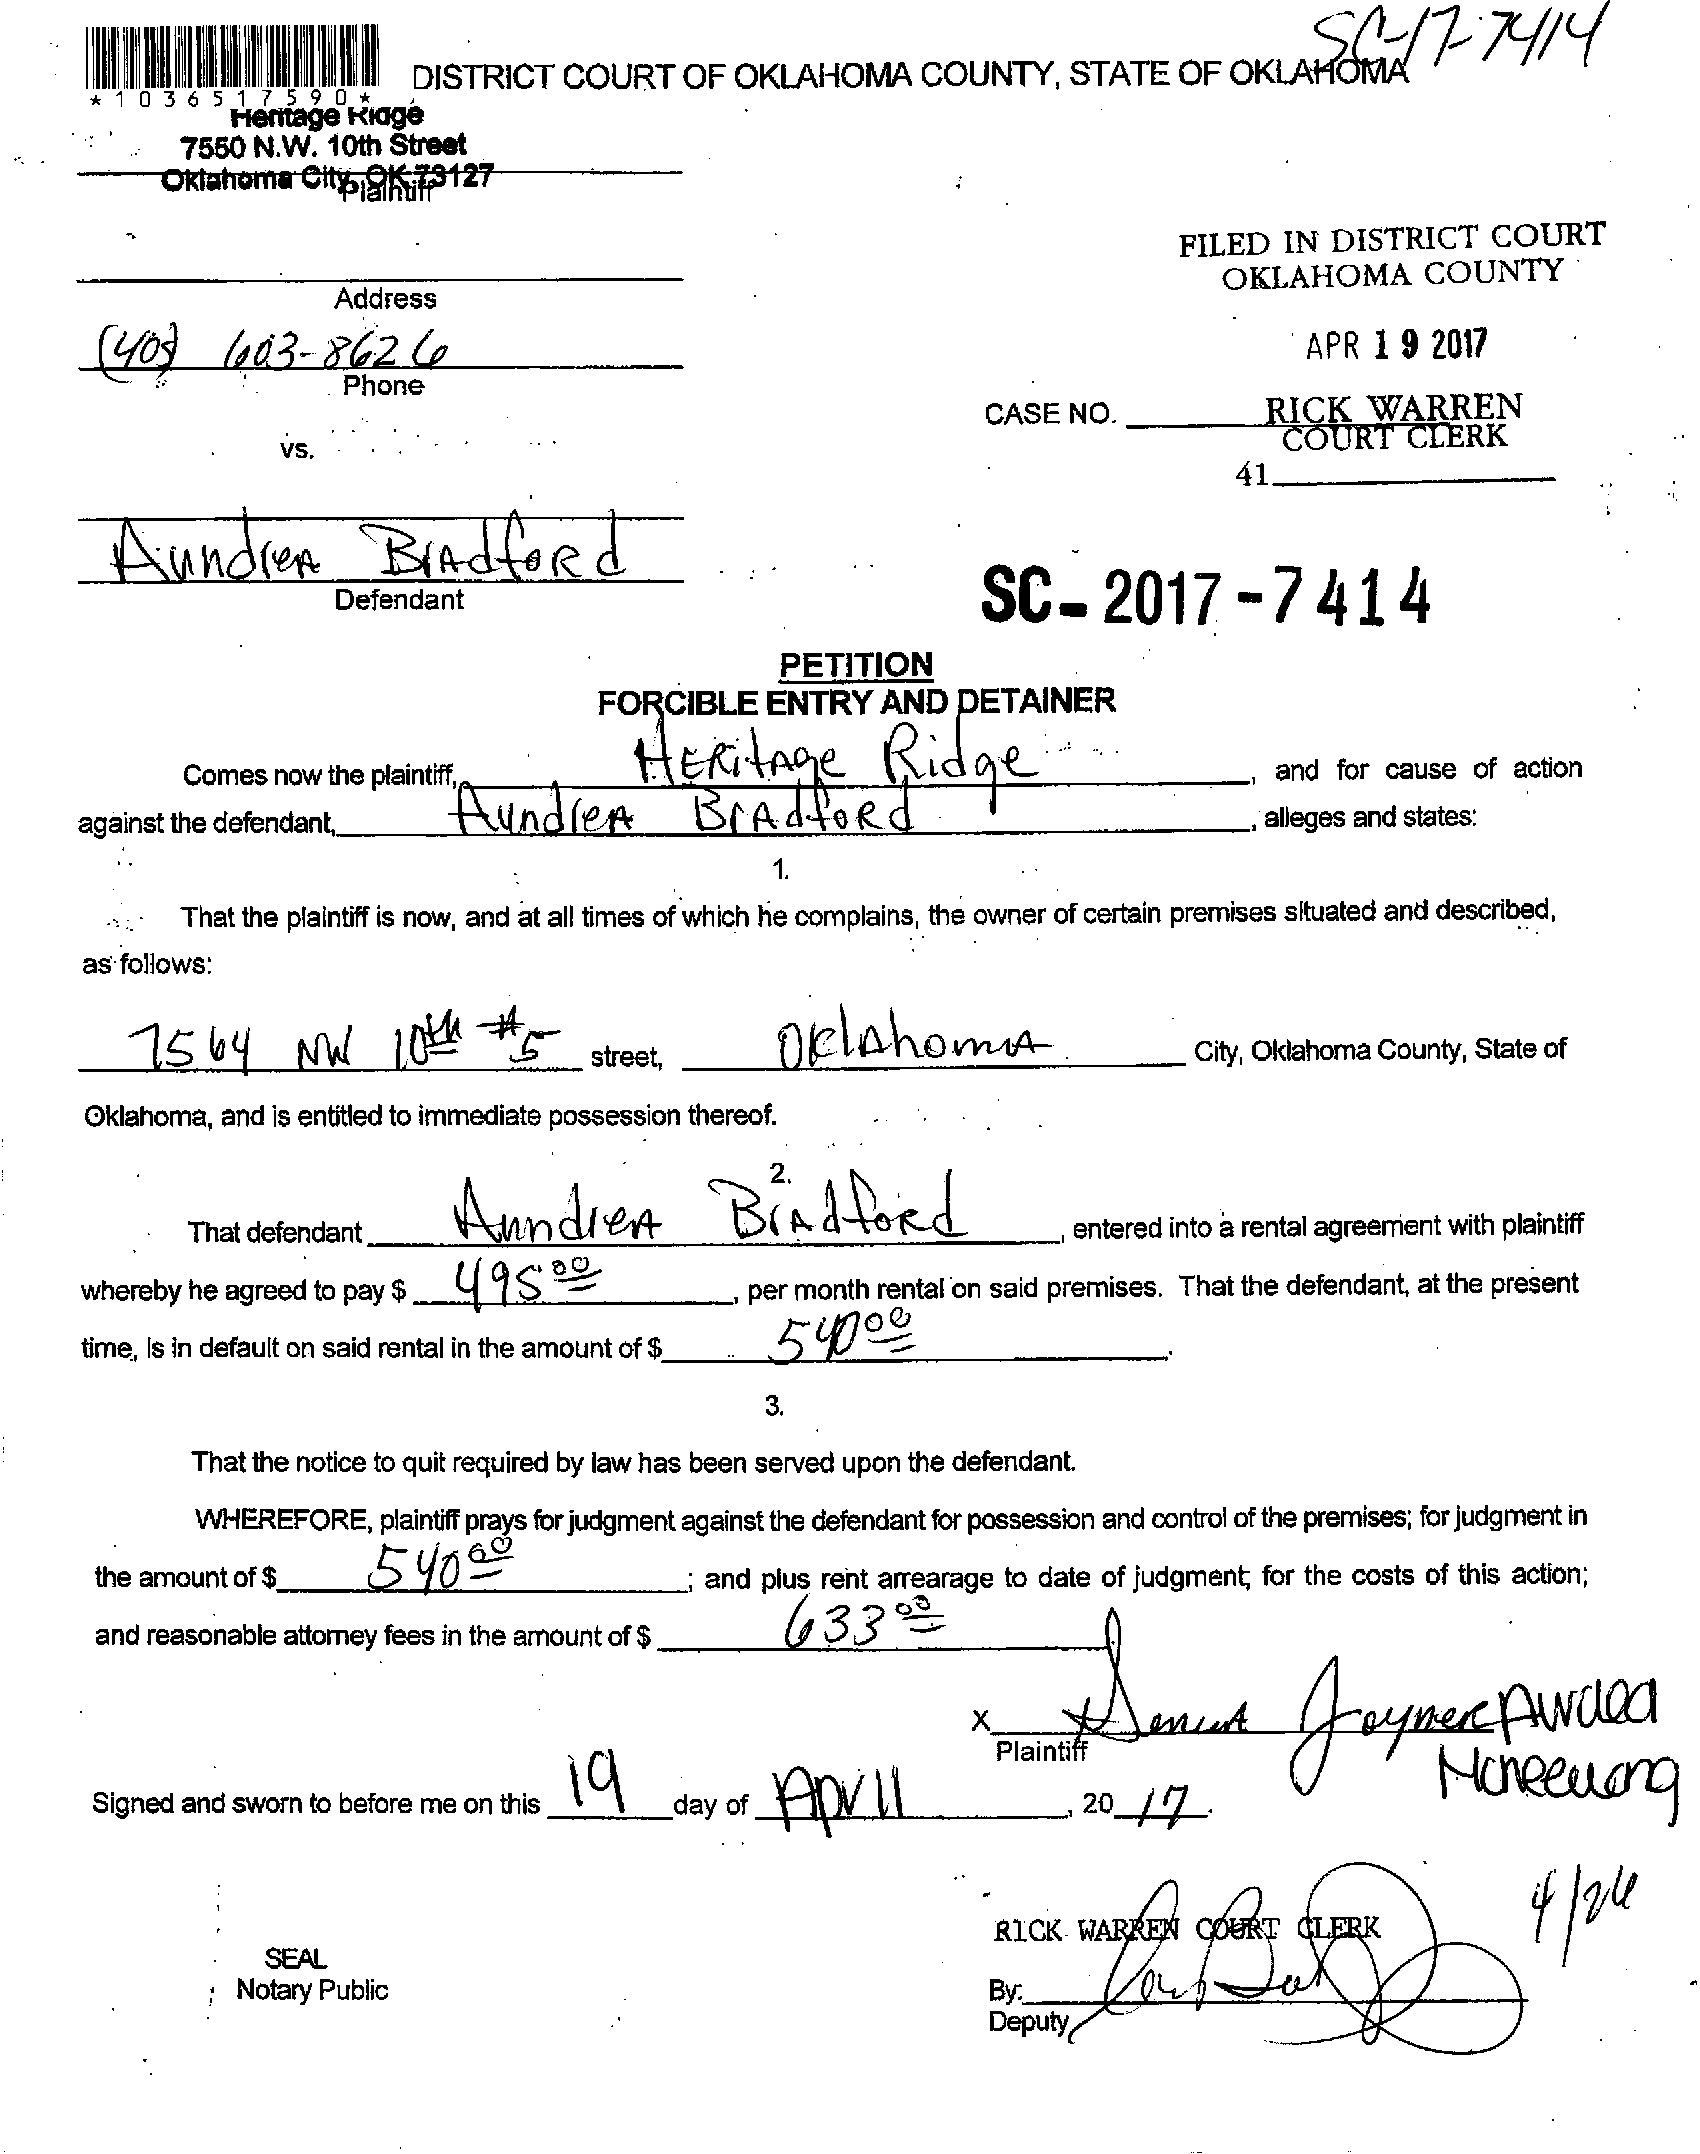 SC-17-7414
DISTRICT COURT OF OKLAHOMA COUNTY, STATE OF OKLAHOMA
*1036517590*
Heritage Ridge
7550 N.W. 10th Street
Oklahoma City, OK 73127
Plaintiff
FILED IN DISTRICT COURT
OKLAHOMA COUNTY
Address
(405) 603-8626
APR 19 2017
Phone
CASE NO. RICK WARREN
COURT CLERK
vs.
41
Aundrea Bradford
Defendant
SC-2017-7414
PETITION
FORCIBLE ENTRY AND DETAINER
Comes now the plaintiff, Heritage Ridge, and for cause of action
against the defendant, Aundrea Bradford, alleges and states:
1.
That the plaintiff is now, and at all times of which he complains, the owner of certain premises situated and described,
as follows:
7564 NW 10th #5 street, Oklahoma City, Oklahoma County, State of
Oklahoma, and is entitled to immediate possession thereof.
2.
That defendant Aundrea Bradford, entered into a rental agreement with plaintiff
whereby he agreed to pay $ 495.00, per month rental on said premises. That the defendant, at the present
time, is in default on said rental in the amount of $ 540.00.
3.
That the notice to quit required by law has been served upon the defendant.
WHEREFORE, plaintiff prays for judgment against the defendant for possession and control of the premises; for judgment in
the amount of $ 540.00; and plus rent arrearage to date of judgment; for the costs of this action;
and reasonable attorney fees in the amount of $ 633.00
X Joyner
Plaintiff
Signed and sworn to before me on this 19 day of April, 2017.
4/26
RICK WARREN COURT CLERK
SEAL
Notary Public
By:
Deputy